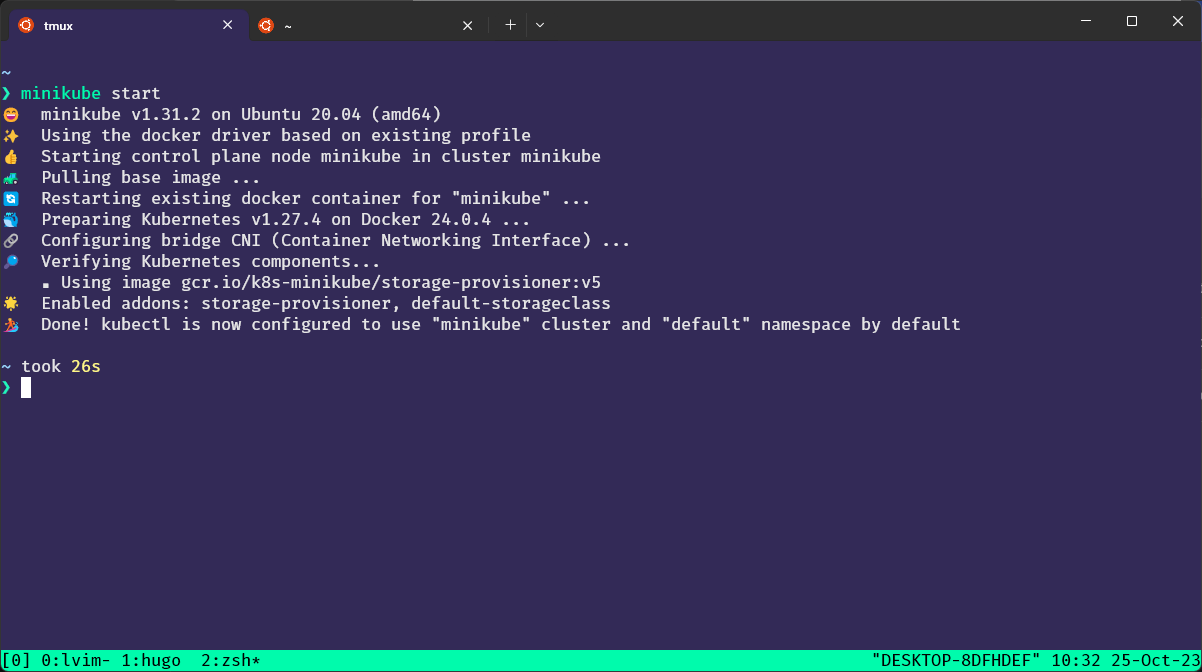 tmux
~
~
❯ minikube start
😄 minikube v1.31.2 on Ubuntu 20.04 (amd64)
✨ Using the docker driver based on existing profile
👍 Starting control plane node minikube in cluster minikube
🚜 Pulling base image ...
🔄 Restarting existing docker container for "minikube" ...
🐳 Preparing Kubernetes v1.27.4 on Docker 24.0.4 ...
🔗 Configuring bridge CNI (Container Networking Interface) ...
🔎 Verifying Kubernetes components...
▪ Using image gcr.io/k8s-minikube/storage-provisioner:v5
🌟 Enabled addons: storage-provisioner, default-storageclass
🏄 Done! kubectl is now configured to use "minikube" cluster and "default" namespace by default
~ took 26s
❯
[0] 0:lvim- 1:hugo  2:zsh* "DESKTOP-8DFHDEF" 10:32 25-Oct-23